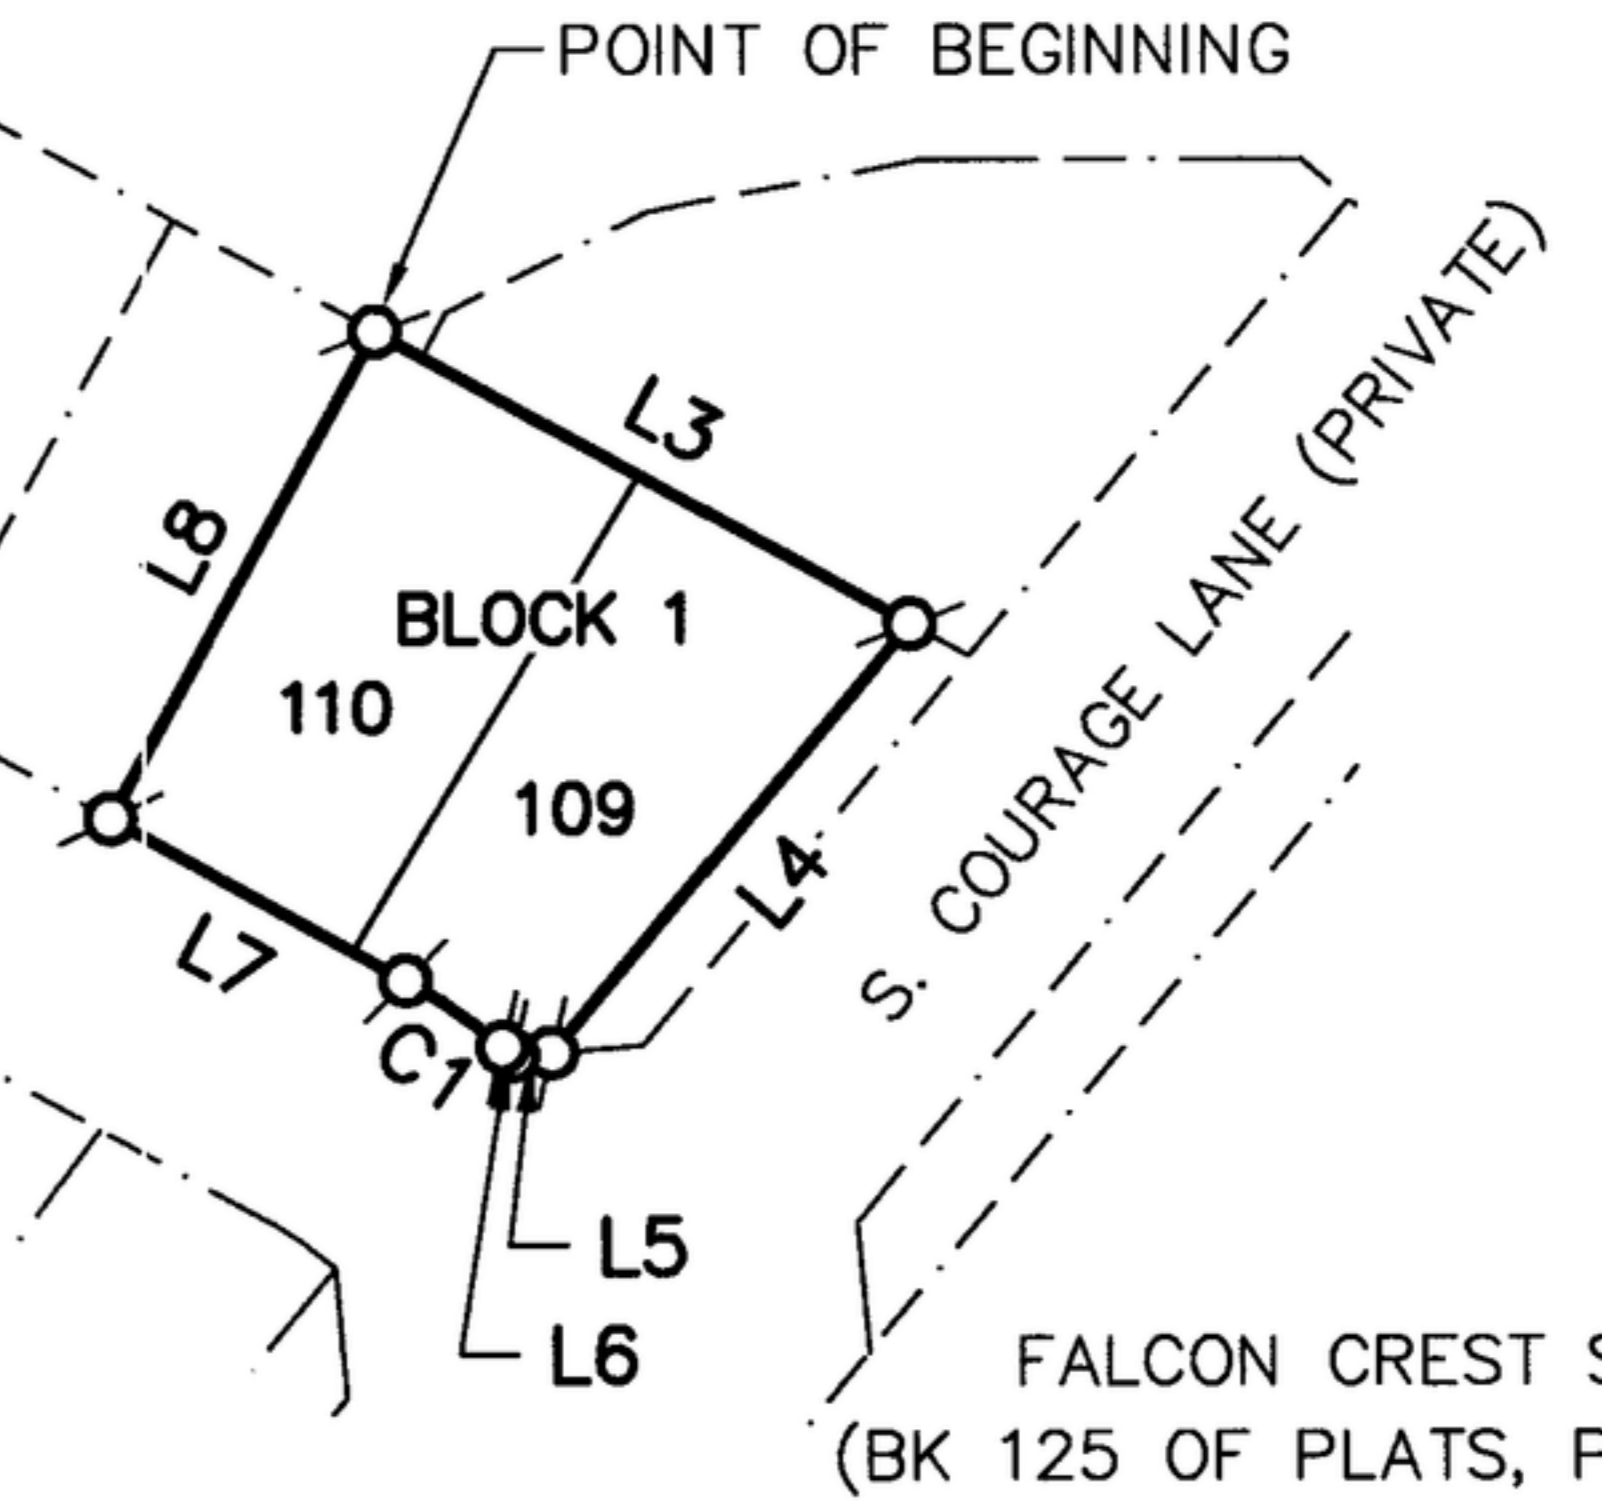 POINT OF BEGINNING
L3
L8
BLOCK 1
110
109
L4
S. COURAGE LANE (PRIVATE)
L7
C1
L5
L6
FALCON CREST
(BK 125 OF PLATS,